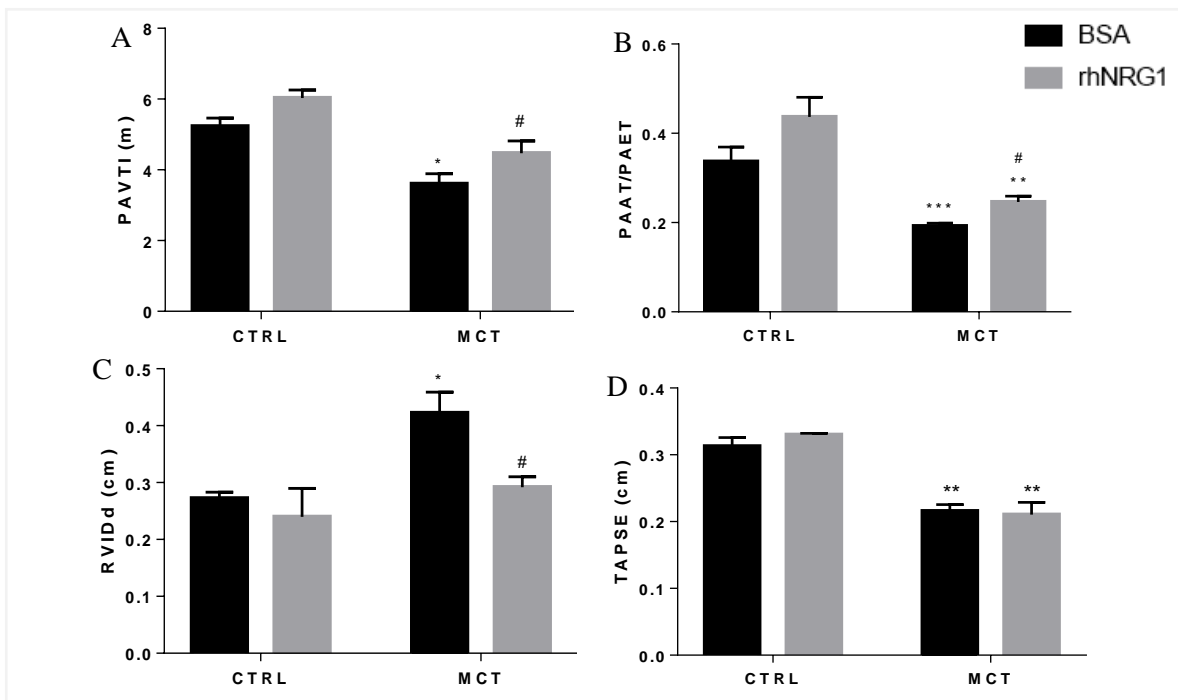 A
PAVTI (m)
8
6
4
2
0
*
#
CTRL
MCT
B
PAAT/PAET
0.6
0.4
0.2
0.0
***
#
**
CTRL
MCT
BSA
rhNRG1
C
RVIDd (cm)
0.5
0.4
0.3
0.2
0.1
0.0
*
#
CTRL
MCT
D
TAPSE (cm)
0.4
0.3
0.2
0.1
0.0
**
**
CTRL
MCT